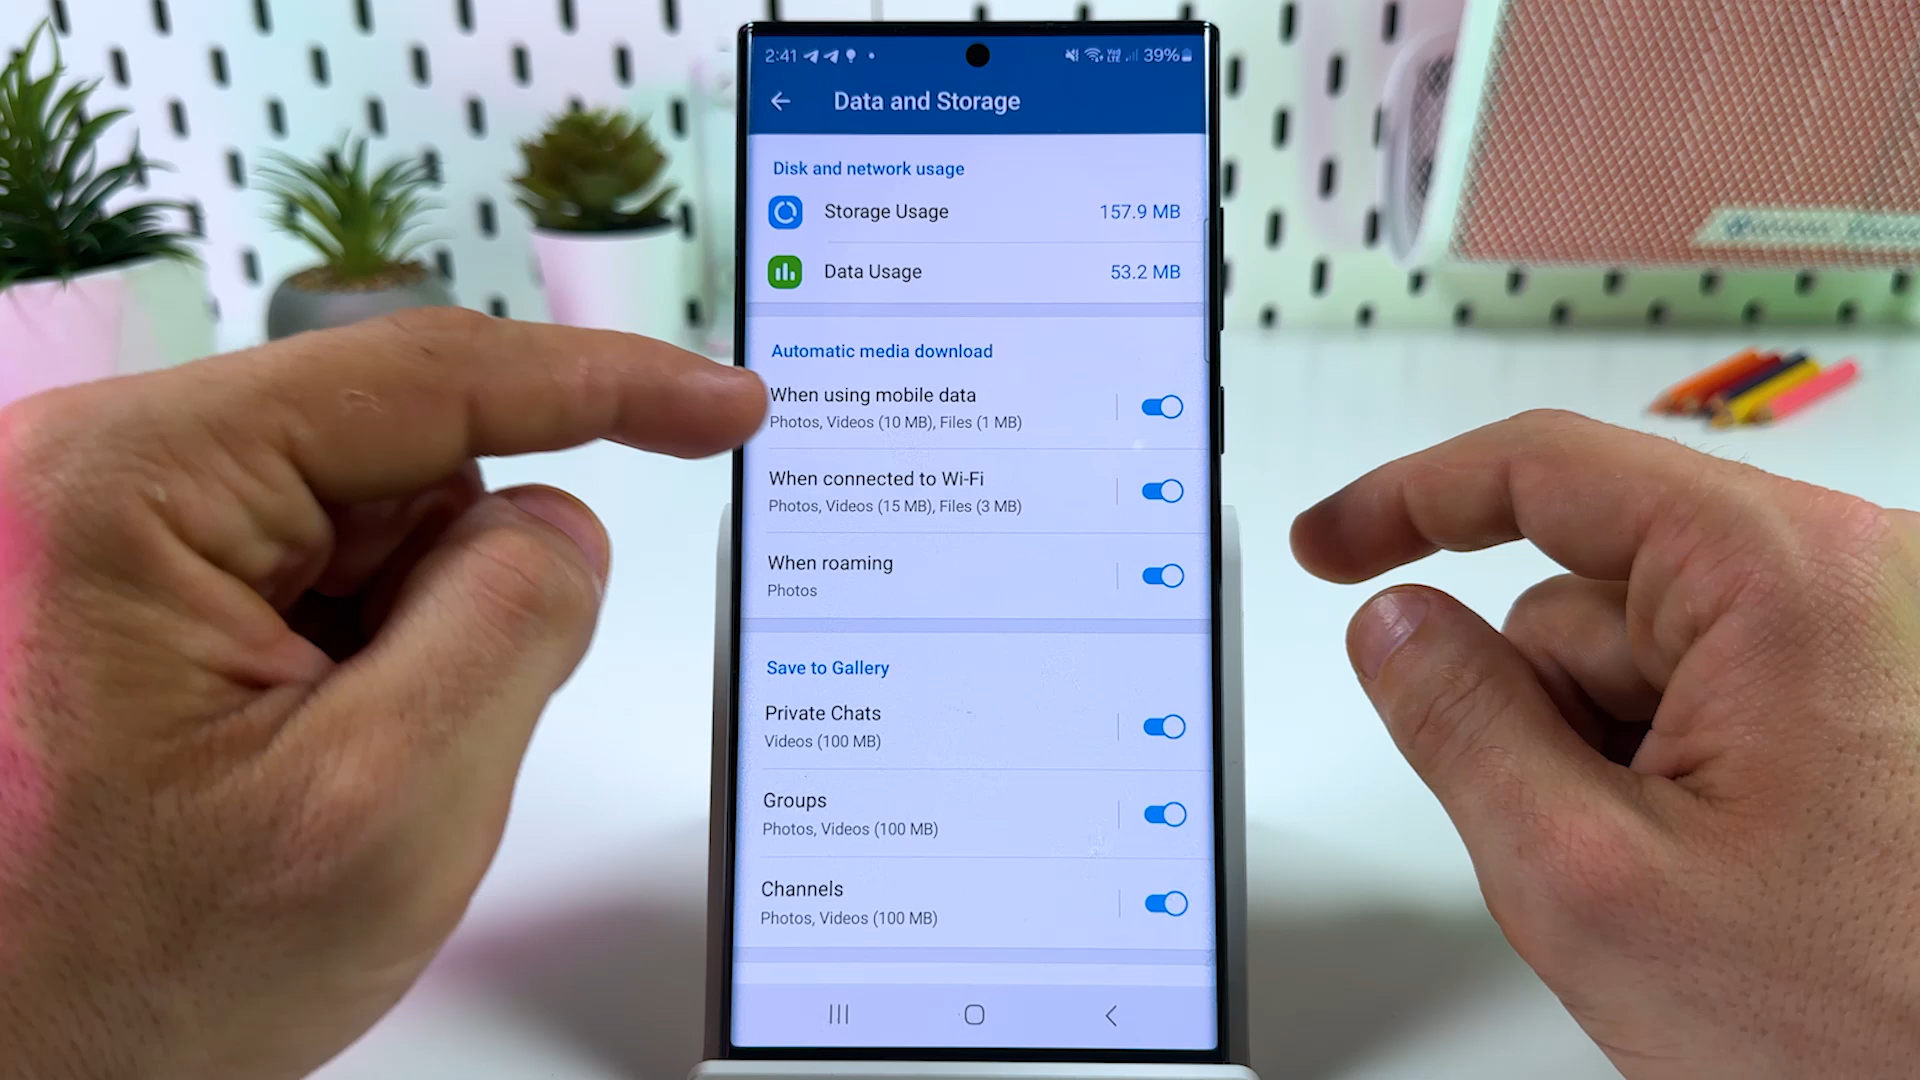 2:41
39%
Data and Storage
Disk and network usage
Storage Usage 157.9 MB
Data Usage 53.2 MB
Automatic media download
When using mobile data
Photos, Videos (10 MB), Files (1 MB)
When connected to Wi-Fi
Photos, Videos (15 MB), Files (3 MB)
When roaming
Photos
Save to Gallery
Private Chats
Videos (100 MB)
Groups
Photos, Videos (100 MB)
Channels
Photos, Videos (100 MB)